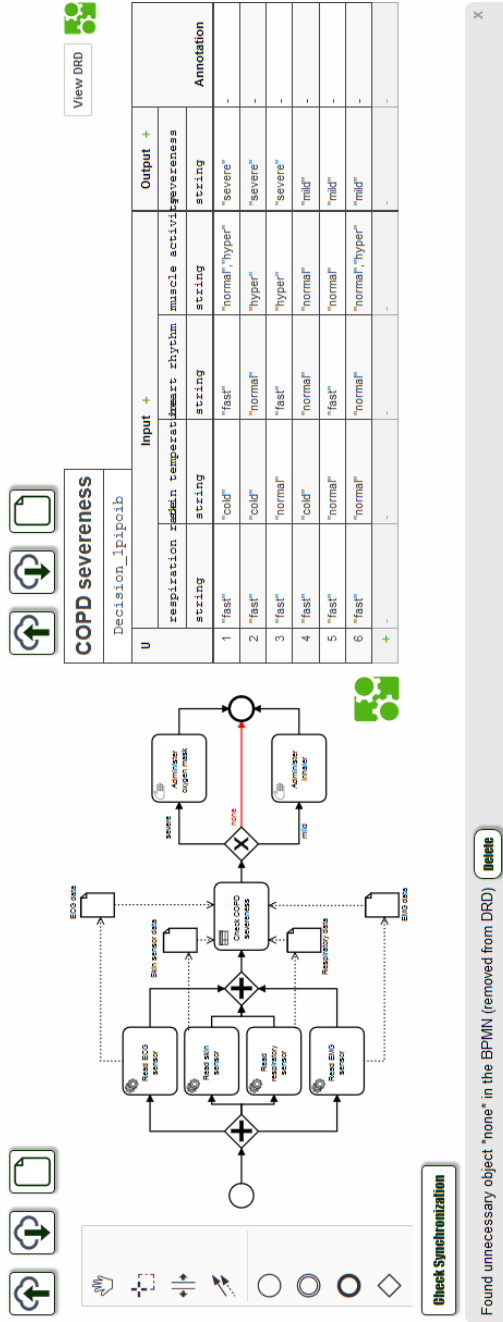 Read ECG
sensor
Read skin
sensor
Read
respiratory
sensor
Read EMG
sensor
ECG data
Skin sensor data
Respiratory data
EMG data
Check COPD
severeness
severe
none
mild
Administer
oxygen mask
Administer
inhaler
Check Synchronization
COPD severeness
Decision_1pipoib
View DRD
U
Input +
Output +
Annotation
respiration
temperat
heart rhythm
muscle activity
severeness
string string string string string
1 "fast" "cold" "fast" "normal","hyper" "severe" -
2 "fast" "cold" "normal" "hyper" "severe" -
3 "fast" "normal" "fast" "hyper" "severe" -
4 "fast" "cold" "normal" "normal" "mild" -
5 "fast" "normal" "fast" "normal" "mild" -
6 "fast" "normal" "normal" "normal","hyper" "mild" -
+ - - - - - -
Found unnecessary object "none" in the BPMN (removed from DRD) Delete
x